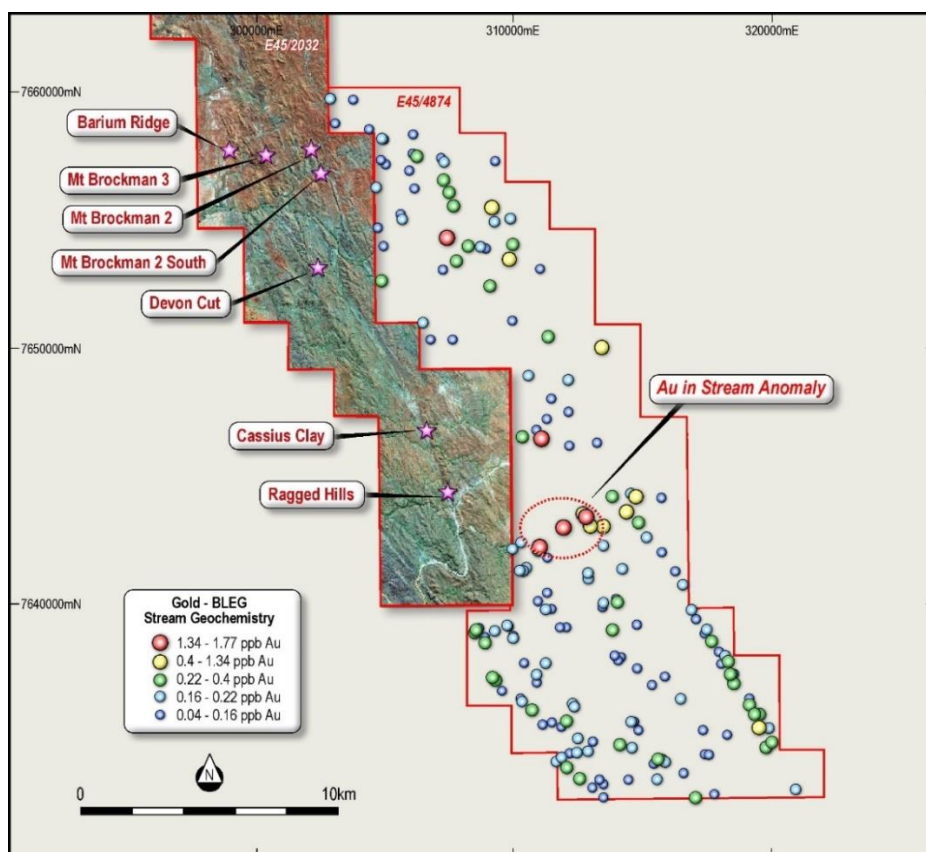 300000mE
310000mE
320000mE
E45/2032
7660000mN
E45/4874
Barium Ridge
Mt Brockman 3
Mt Brockman 2
Mt Brockman 2 South
Devon Cut
7650000mN
Au in Stream Anomaly
Cassius Clay
Ragged Hills
7640000mN
Gold - BLEG
Stream Geochemistry
1.34 - 1.77 ppb Au
0.4 - 1.34 ppb Au
0.22 - 0.4 ppb Au
0.16 - 0.22 ppb Au
0.04 - 0.16 ppb Au
N
0
10km